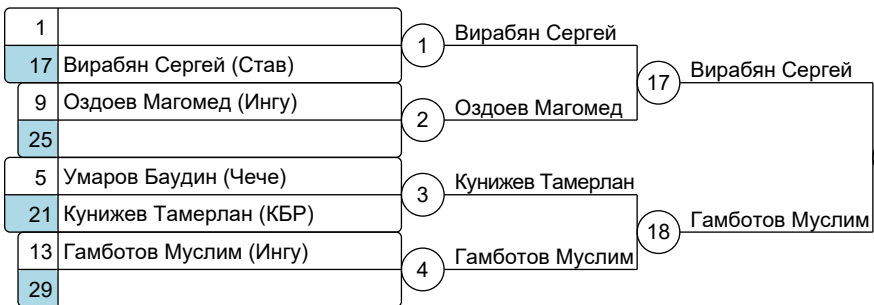 1
17 Вирабян Сергей (Став)
9 Оздоев Магомед (Ингу)
25
5 Умаров Баудин (Чече)
21 Кунижев Тамерлан (КБР)
13 Гамботов Муслим (Ингу)
29
1 Вирабян Сергей
2 Оздоев Магомед
3 Кунижев Тамерлан
4 Гамботов Муслим
17 Вирабян Сергей
18 Гамботов Муслим